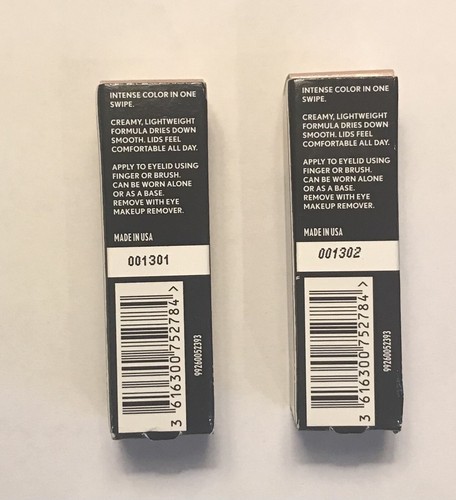 INTENSE COLOR IN ONE
SWIPE.
CREAMY, LIGHTWEIGHT
FORMULA DRIES DOWN
SMOOTH. LIDS FEEL
COMFORTABLE ALL DAY.
APPLY TO EYELID USING
FINGER OR BRUSH.
CAN BE WORN ALONE
OR AS A BASE.
REMOVE WITH EYE
MAKEUP REMOVER.
MADE IN USA
001301
3 616300 752784 >
99260052393
INTENSE COLOR IN ONE
SWIPE.
CREAMY, LIGHTWEIGHT
FORMULA DRIES DOWN
SMOOTH. LIDS FEEL
COMFORTABLE ALL DAY.
APPLY TO EYELID USING
FINGER OR BRUSH.
CAN BE WORN ALONE
OR AS A BASE.
REMOVE WITH EYE
MAKEUP REMOVER.
MADE IN USA
001302
3 616300 752784 >
99260052393